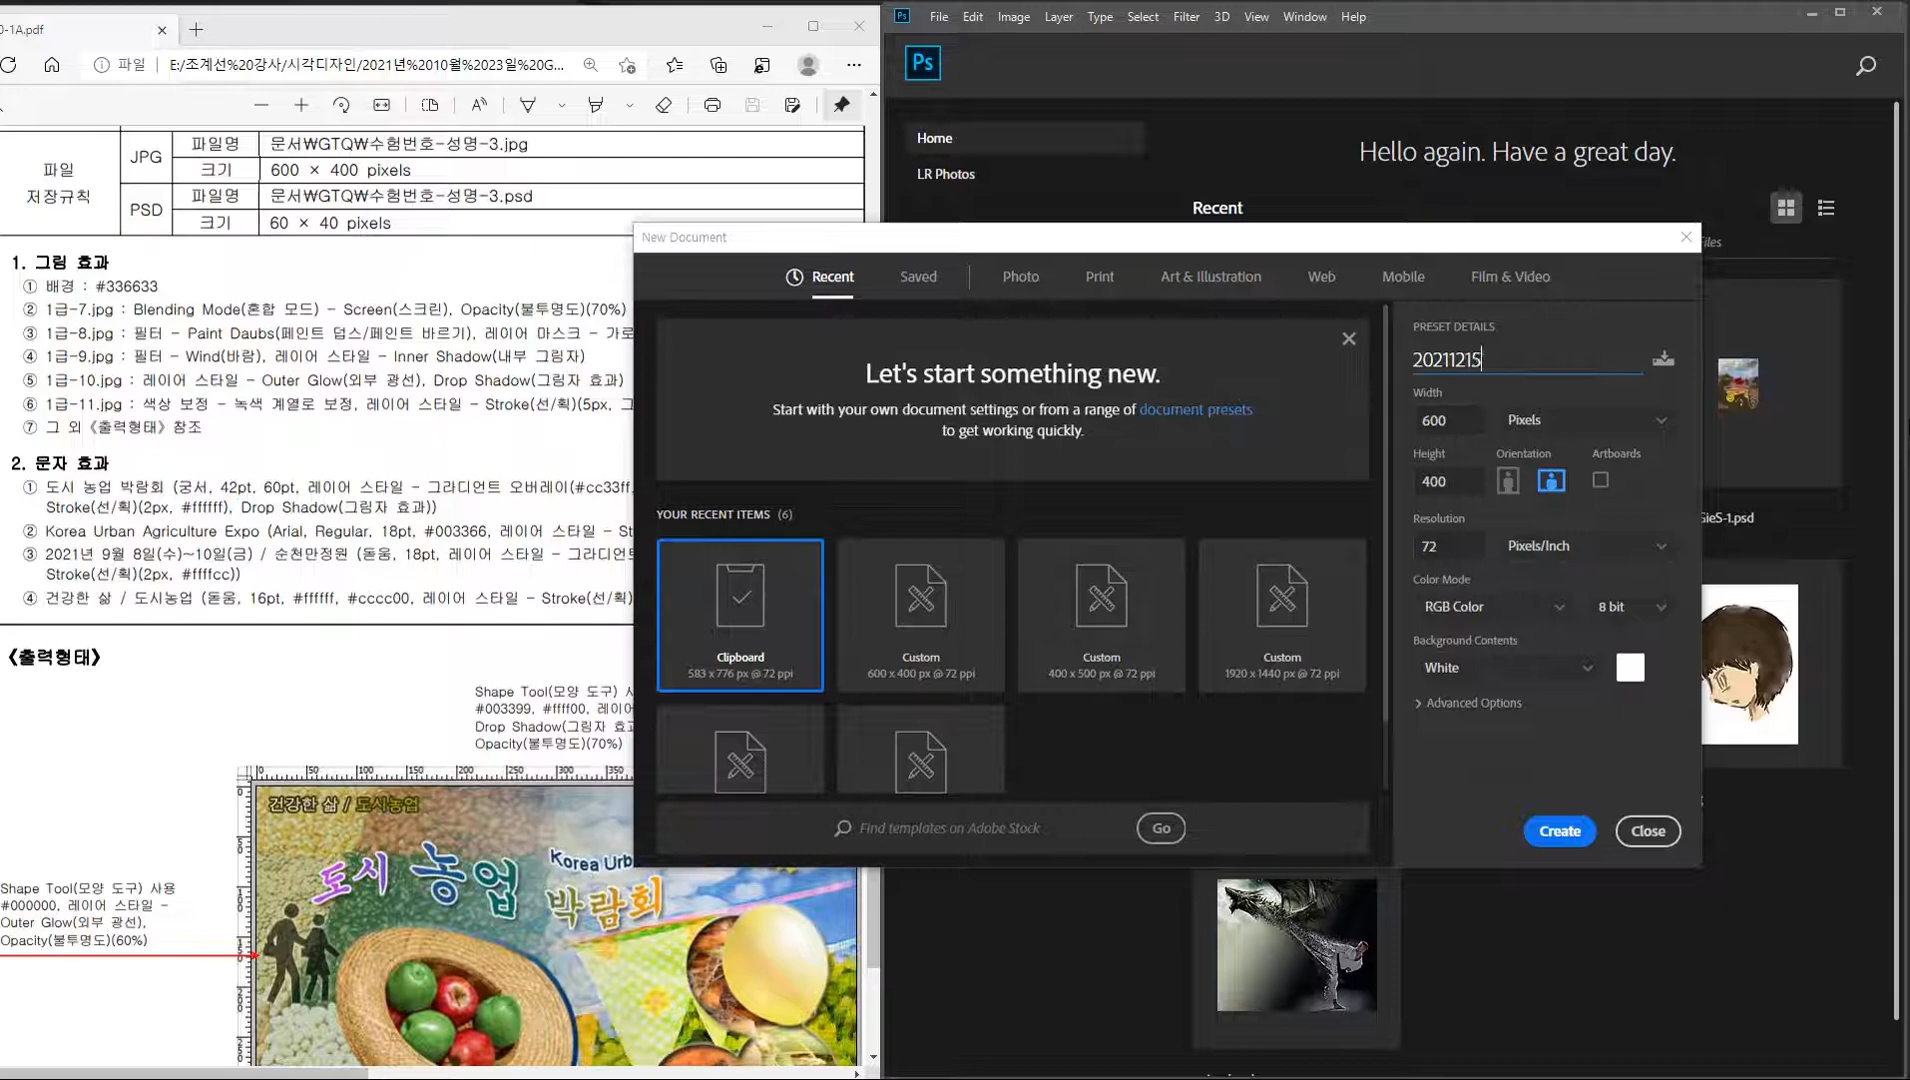 0-1A.pdf
파일
E:/조계선%20강사/시각디자인/2021년%2010월%2023일%20G...
파일
저장규칙
JPG
파일명
문서₩GTQ₩수험번호-성명-3.jpg
크기
600 × 400 pixels
PSD
파일명
문서₩GTQ₩수험번호-성명-3.psd
크기
60 × 40 pixels
1. 그림 효과
① 배경 : #336633
② 1급-7.jpg : Blending Mode(혼합 모드) - Screen(스크린), Opacity(불투명도)(70%)
③ 1급-8.jpg : 필터 - Paint Daubs(페인트 덥스/페인트 바르기), 레이어 마스크 - 가로
④ 1급-9.jpg : 필터 - Wind(바람), 레이어 스타일 - Inner Shadow(내부 그림자)
⑤ 1급-10.jpg : 레이어 스타일 - Outer Glow(외부 광선), Drop Shadow(그림자 효과)
⑥ 1급-11.jpg : 색상 보정 - 녹색 계열로 보정, 레이어 스타일 - Stroke(선/획)(5px, 그
⑦ 그 외《출력형태》참조
2. 문자 효과
① 도시 농업 박람회 (궁서, 42pt, 60pt, 레이어 스타일 - 그라디언트 오버레이(#cc33ff,
Stroke(선/획)(2px, #ffffff), Drop Shadow(그림자 효과))
② Korea Urban Agriculture Expo (Arial, Regular, 18pt, #003366, 레이어 스타일 - St
③ 2021년 9월 8일(수)~10일(금) / 순천만정원 (돋움, 18pt, 레이어 스타일 - 그라디언트
Stroke(선/획)(2px, #ffffcc))
④ 건강한 삶 / 도시농업 (돋움, 16pt, #ffffff, #cccc00, 레이어 스타일 - Stroke(선/획)
《출력형태》
Shape Tool(모양 도구) 사
#003399, #ffff00, 레이어
Drop Shadow(그림자 효과
Opacity(불투명도)(70%)
0 50 100 150 200 250 300 350
건강한 삶 / 도시농업
도시 농업
Korea Urb
박람회
Shape Tool(모양 도구) 사용
#000000, 레이어 스타일 -
Outer Glow(외부 광선),
Opacity(불투명도)(60%)
Ps
File Edit Image Layer Type Select Filter 3D View Window Help
Ps
Home
LR Photos
Hello again. Have a great day.
Recent
New Document
Recent Saved Photo Print Art & Illustration Web Mobile Film & Video
Let's start something new.
Start with your own document settings or from a range of document presets
to get working quickly.
YOUR RECENT ITEMS (6)
Clipboard
583 x 776 px @ 72 ppi
Custom
600 x 400 px @ 72 ppi
Custom
400 x 500 px @ 72 ppi
Custom
1920 x 1440 px @ 72 ppi
Find templates on Adobe Stock
Go
PRESET DETAILS
20211215
Width
600 Pixels
Height Orientation Artboards
400
Resolution
72 Pixels/Inch
Color Mode
RGB Color 8 bit
Background Contents
White
Advanced Options
Create Close
GieS-1.psd